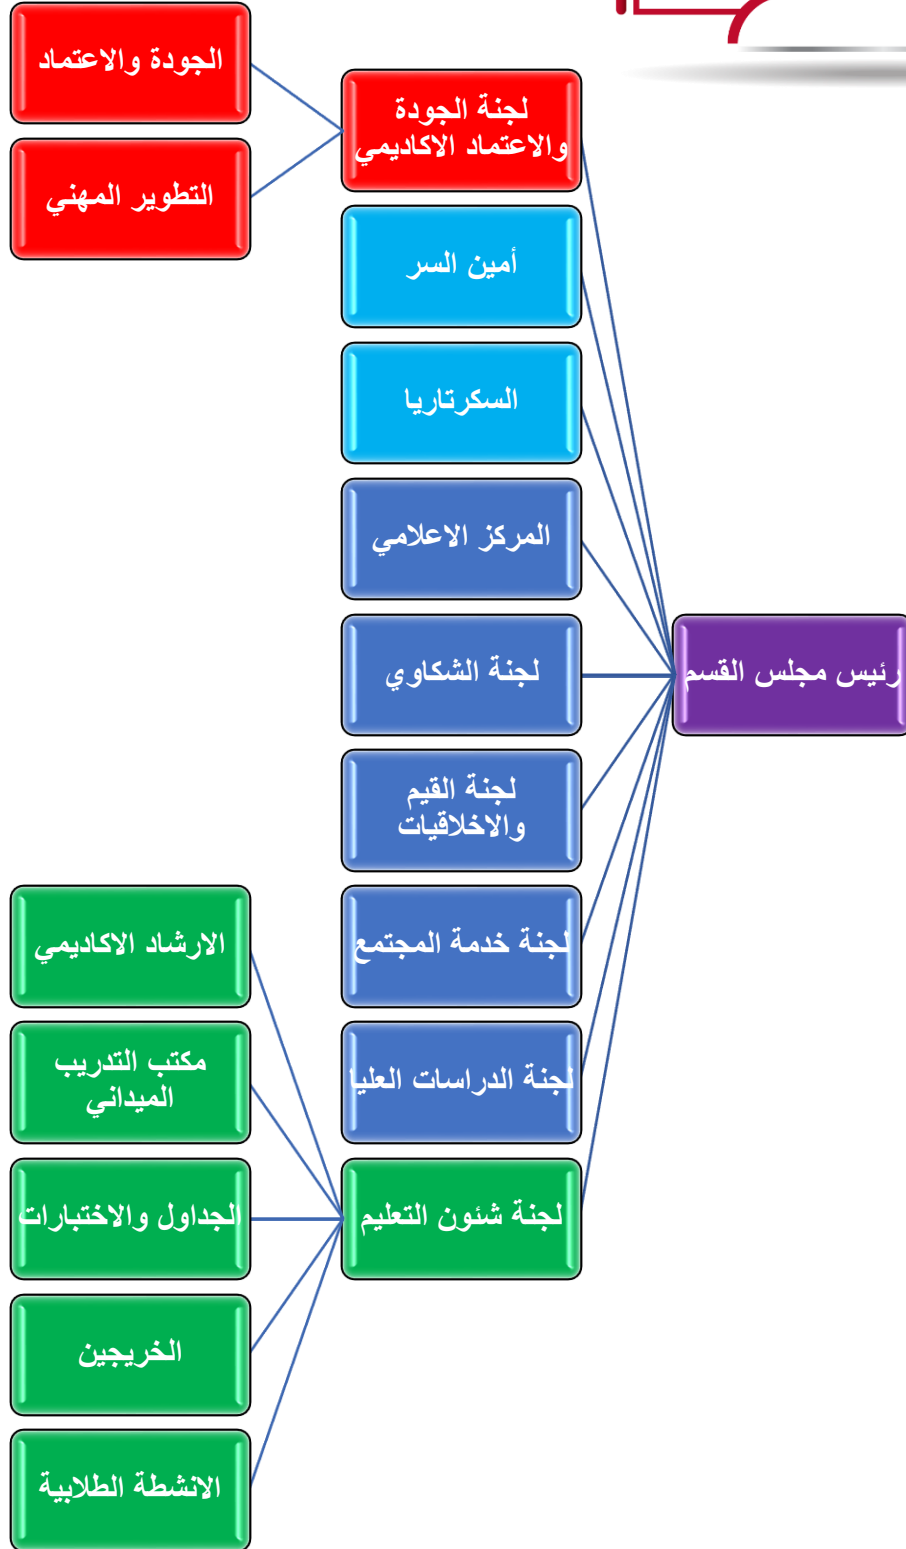 رئيس مجلس القسم
لجنة الجودة
والاعتماد الاكاديمي
الجودة والاعتماد
التطوير المهني
أمين السر
السكرتاريا
المركز الاعلامي
لجنة الشكاوي
لجنة القيم
والاخلاقيات
لجنة خدمة المجتمع
لجنة الدراسات العليا
لجنة شئون التعليم
الارشاد الاكاديمي
مكتب التدريب
الميداني
الجداول والاختبارات
الخريجين
الانشطة الطلابية